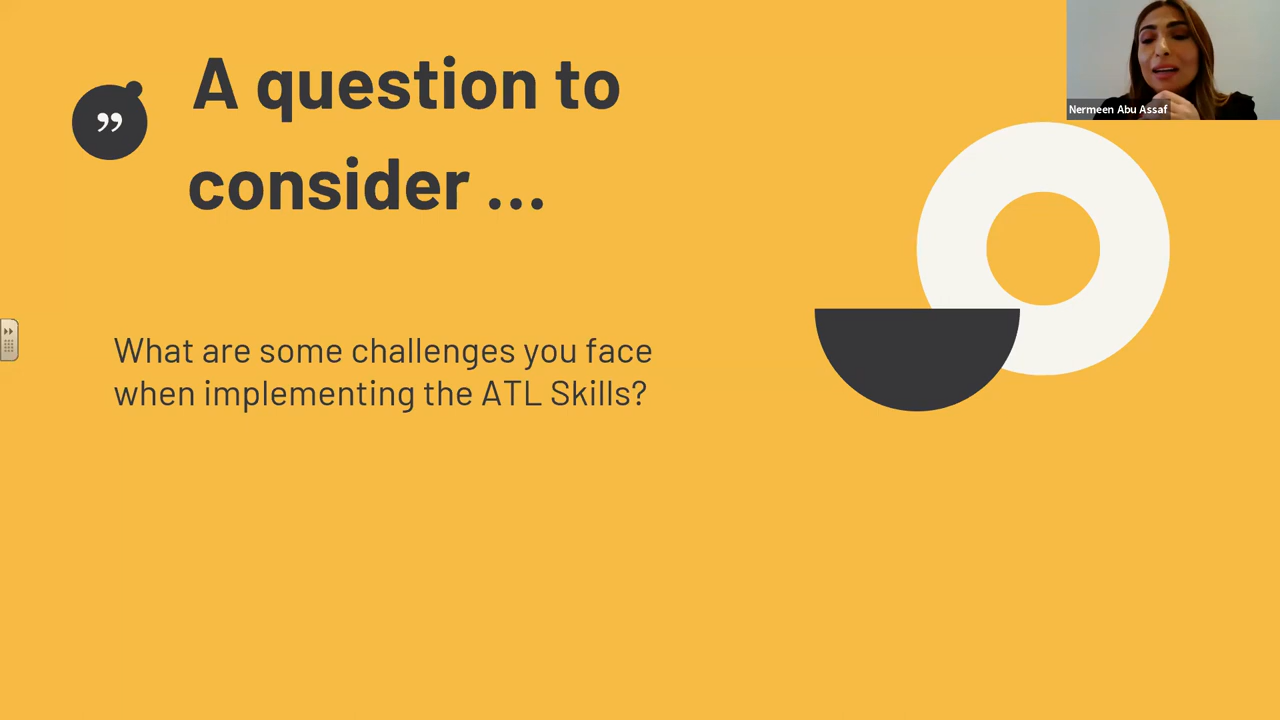 A question to
consider ...
What are some challenges you face
when implementing the ATL Skills?
Nermeen Abu Assaf